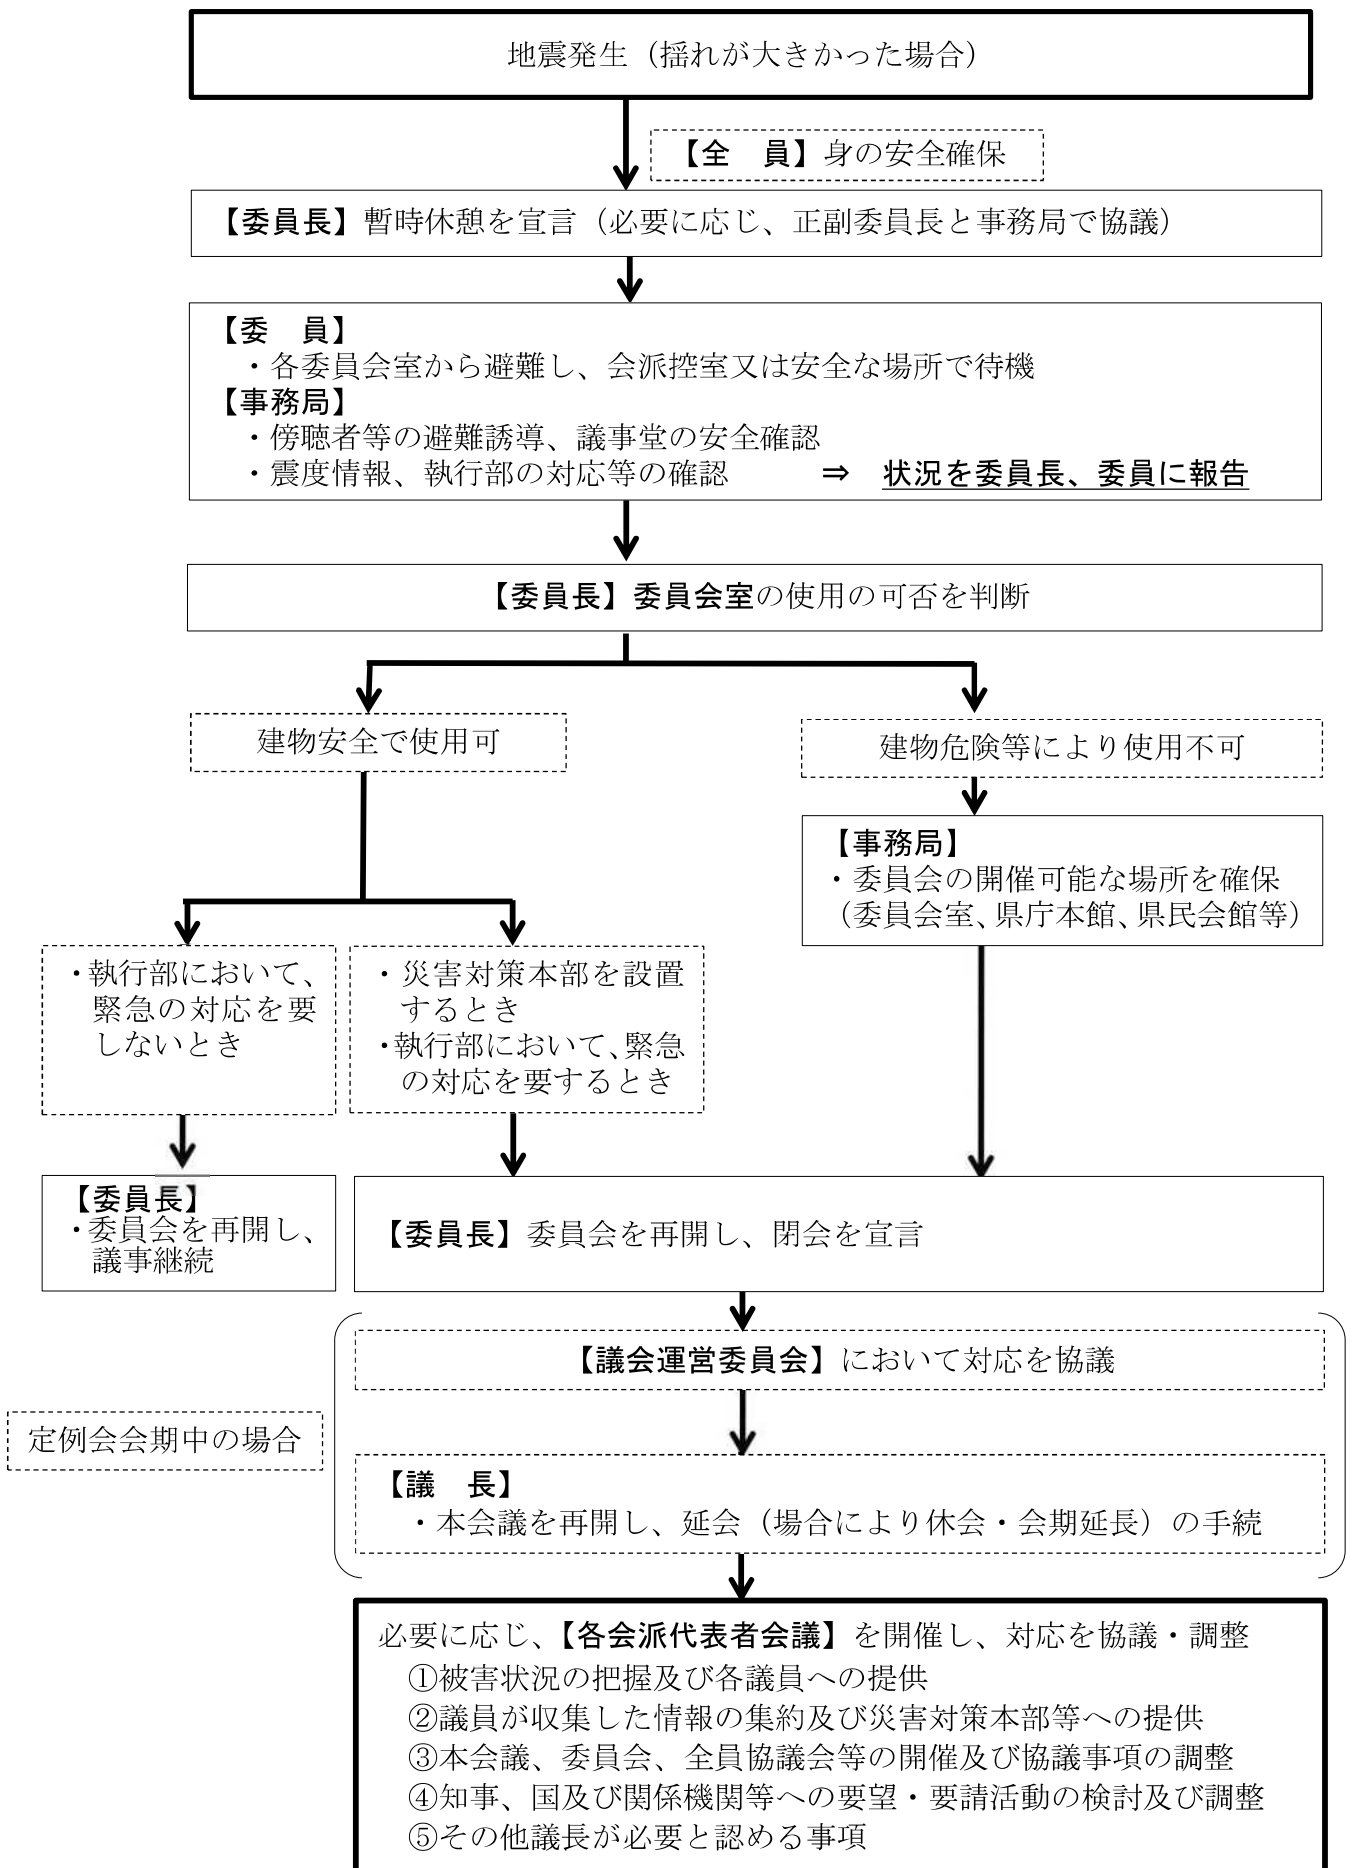 地震発生（揺れが大きかった場合）
【全　員】身の安全確保
【委員長】暫時休憩を宣言（必要に応じ、正副委員長と事務局で協議）
【委　員】
・各委員会室から避難し、会派控室又は安全な場所で待機
【事務局】
・傍聴者等の避難誘導、議事堂の安全確認
・震度情報、執行部の対応等の確認　　　⇒　状況を委員長、委員に報告
【委員長】委員会室の使用の可否を判断
建物安全で使用可
建物危険等により使用不可
【事務局】
・委員会の開催可能な場所を確保
（委員会室、県庁本館、県民会館等）
・執行部において、
緊急の対応を要
しないとき
・災害対策本部を設置
するとき
・執行部において、緊急
の対応を要するとき
【委員長】
・委員会を再開し、
議事継続
【委員長】委員会を再開し、閉会を宣言
【議会運営委員会】において対応を協議
定例会会期中の場合
【議　長】
・本会議を再開し、延会（場合により休会・会期延長）の手続
必要に応じ、【各会派代表者会議】を開催し、対応を協議・調整
①被害状況の把握及び各議員への提供
②議員が収集した情報の集約及び災害対策本部等への提供
③本会議、委員会、全員協議会等の開催及び協議事項の調整
④知事、国及び関係機関等への要望・要請活動の検討及び調整
⑤その他議長が必要と認める事項